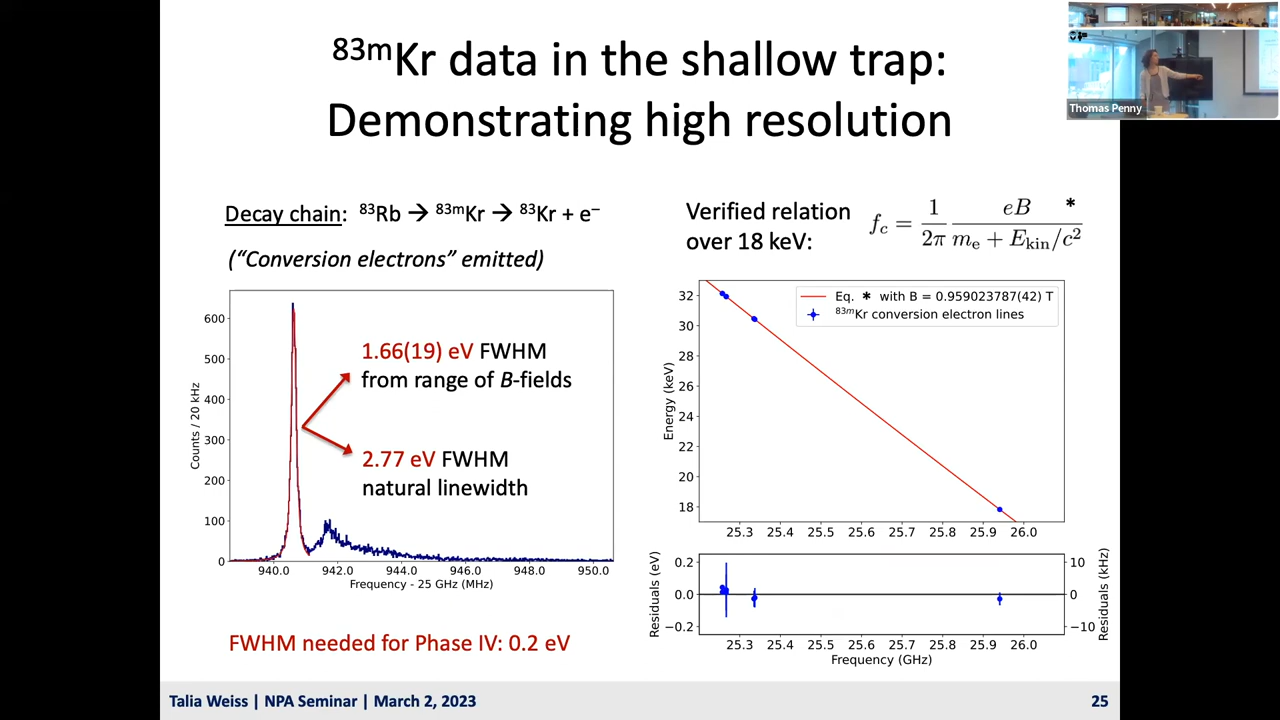 ⁸³ᵐKr data in the shallow trap:
Demonstrating high resolution
Thomas Penny
Decay chain: ⁸³Rb → ⁸³ᵐKr → ⁸³Kr + e⁻
(“Conversion electrons” emitted)
Counts / 20 kHz
600
500
400
300
200
100
0
1.66(19) eV FWHM
from range of B-fields
2.77 eV FWHM
natural linewidth
940.0 942.0 944.0 946.0 948.0 950.0
Frequency - 25 GHz (MHz)
FWHM needed for Phase IV: 0.2 eV
Verified relation
over 18 keV:
f_c = 1/2π eB/(m_e + E_kin/c²) *
Eq. * with B = 0.959023787(42) T
⁸³ᵐKr conversion electron lines
Energy (keV)
32
30
28
26
24
22
20
18
25.3 25.4 25.5 25.6 25.7 25.8 25.9 26.0
Residuals (eV)
0.2
0.0
−0.2
10
0
−10
Residuals (kHz)
25.3 25.4 25.5 25.6 25.7 25.8 25.9 26.0
Frequency (GHz)
Talia Weiss | NPA Seminar | March 2, 2023
25